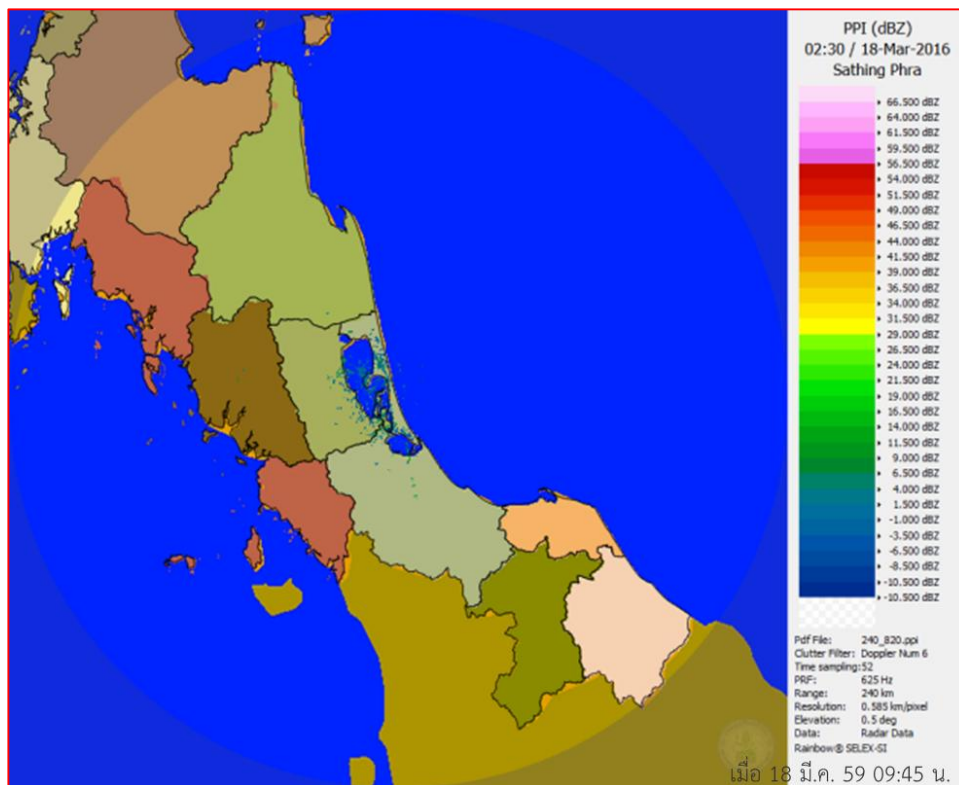 PPI (dBZ)
02:30 / 18-Mar-2016
Sathing Phra
66.500 dBZ
64.000 dBZ
61.500 dBZ
59.500 dBZ
56.500 dBZ
54.000 dBZ
51.500 dBZ
49.000 dBZ
46.500 dBZ
44.000 dBZ
41.500 dBZ
39.000 dBZ
36.500 dBZ
34.000 dBZ
31.500 dBZ
29.000 dBZ
26.500 dBZ
24.000 dBZ
21.500 dBZ
19.000 dBZ
16.500 dBZ
14.000 dBZ
11.500 dBZ
9.000 dBZ
6.500 dBZ
4.000 dBZ
1.500 dBZ
-1.000 dBZ
-3.500 dBZ
-6.500 dBZ
-8.500 dBZ
-10.500 dBZ
-10.500 dBZ
Pdf File: 240_820.ppi
Clutter Filter: Doppler Num 6
Time sampling:52
PRF: 625 Hz
Range: 240 km
Resolution: 0.585 km/pixel
Elevation: 0.5 deg
Data: Radar Data
Rainbow® SELEX-SI
เมื่อ 18 มี.ค. 59 09:45 น.